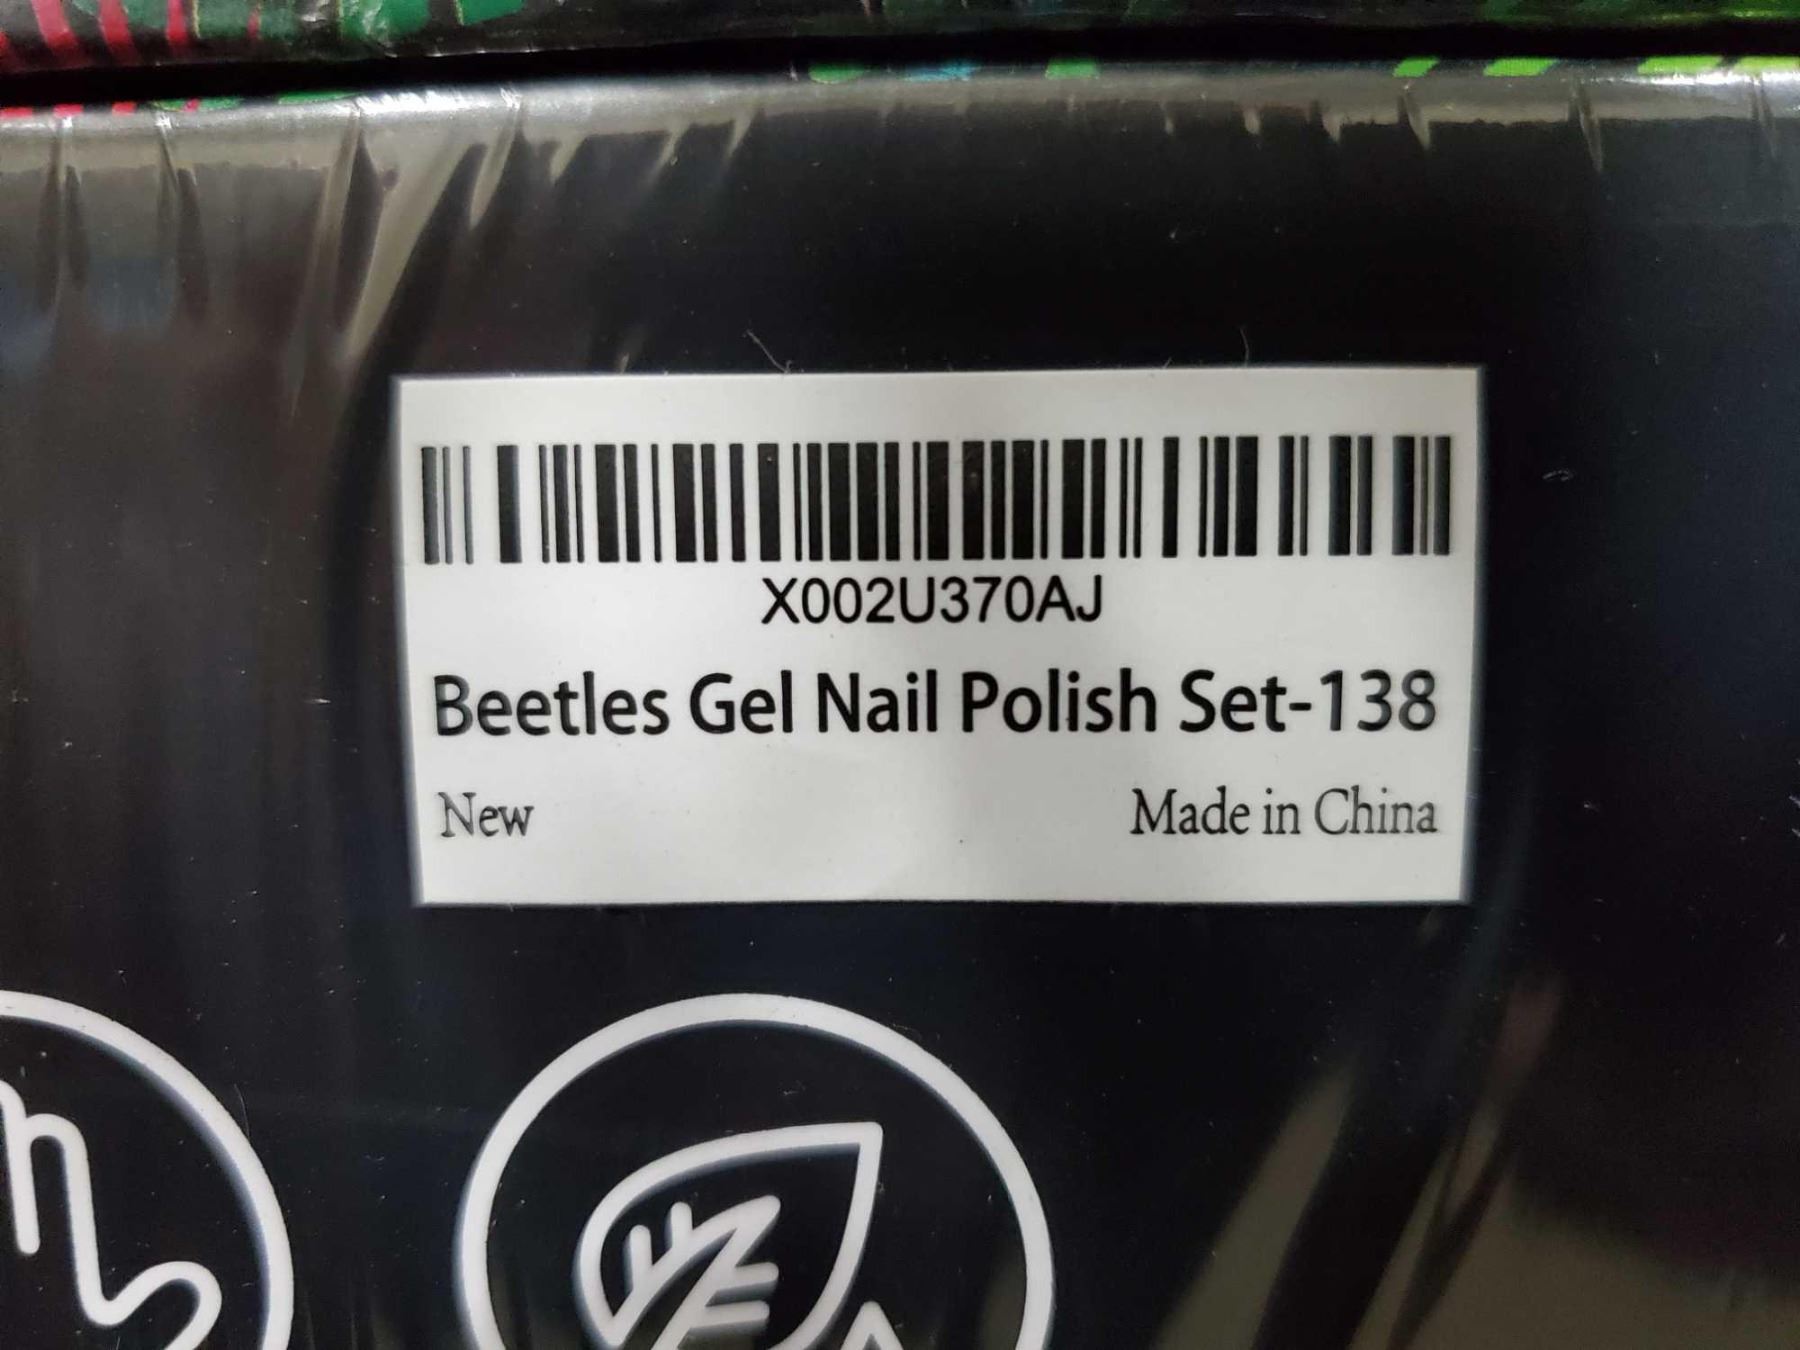 X002U370AJ
Beetles Gel Nail Polish Set-138
New
Made in China